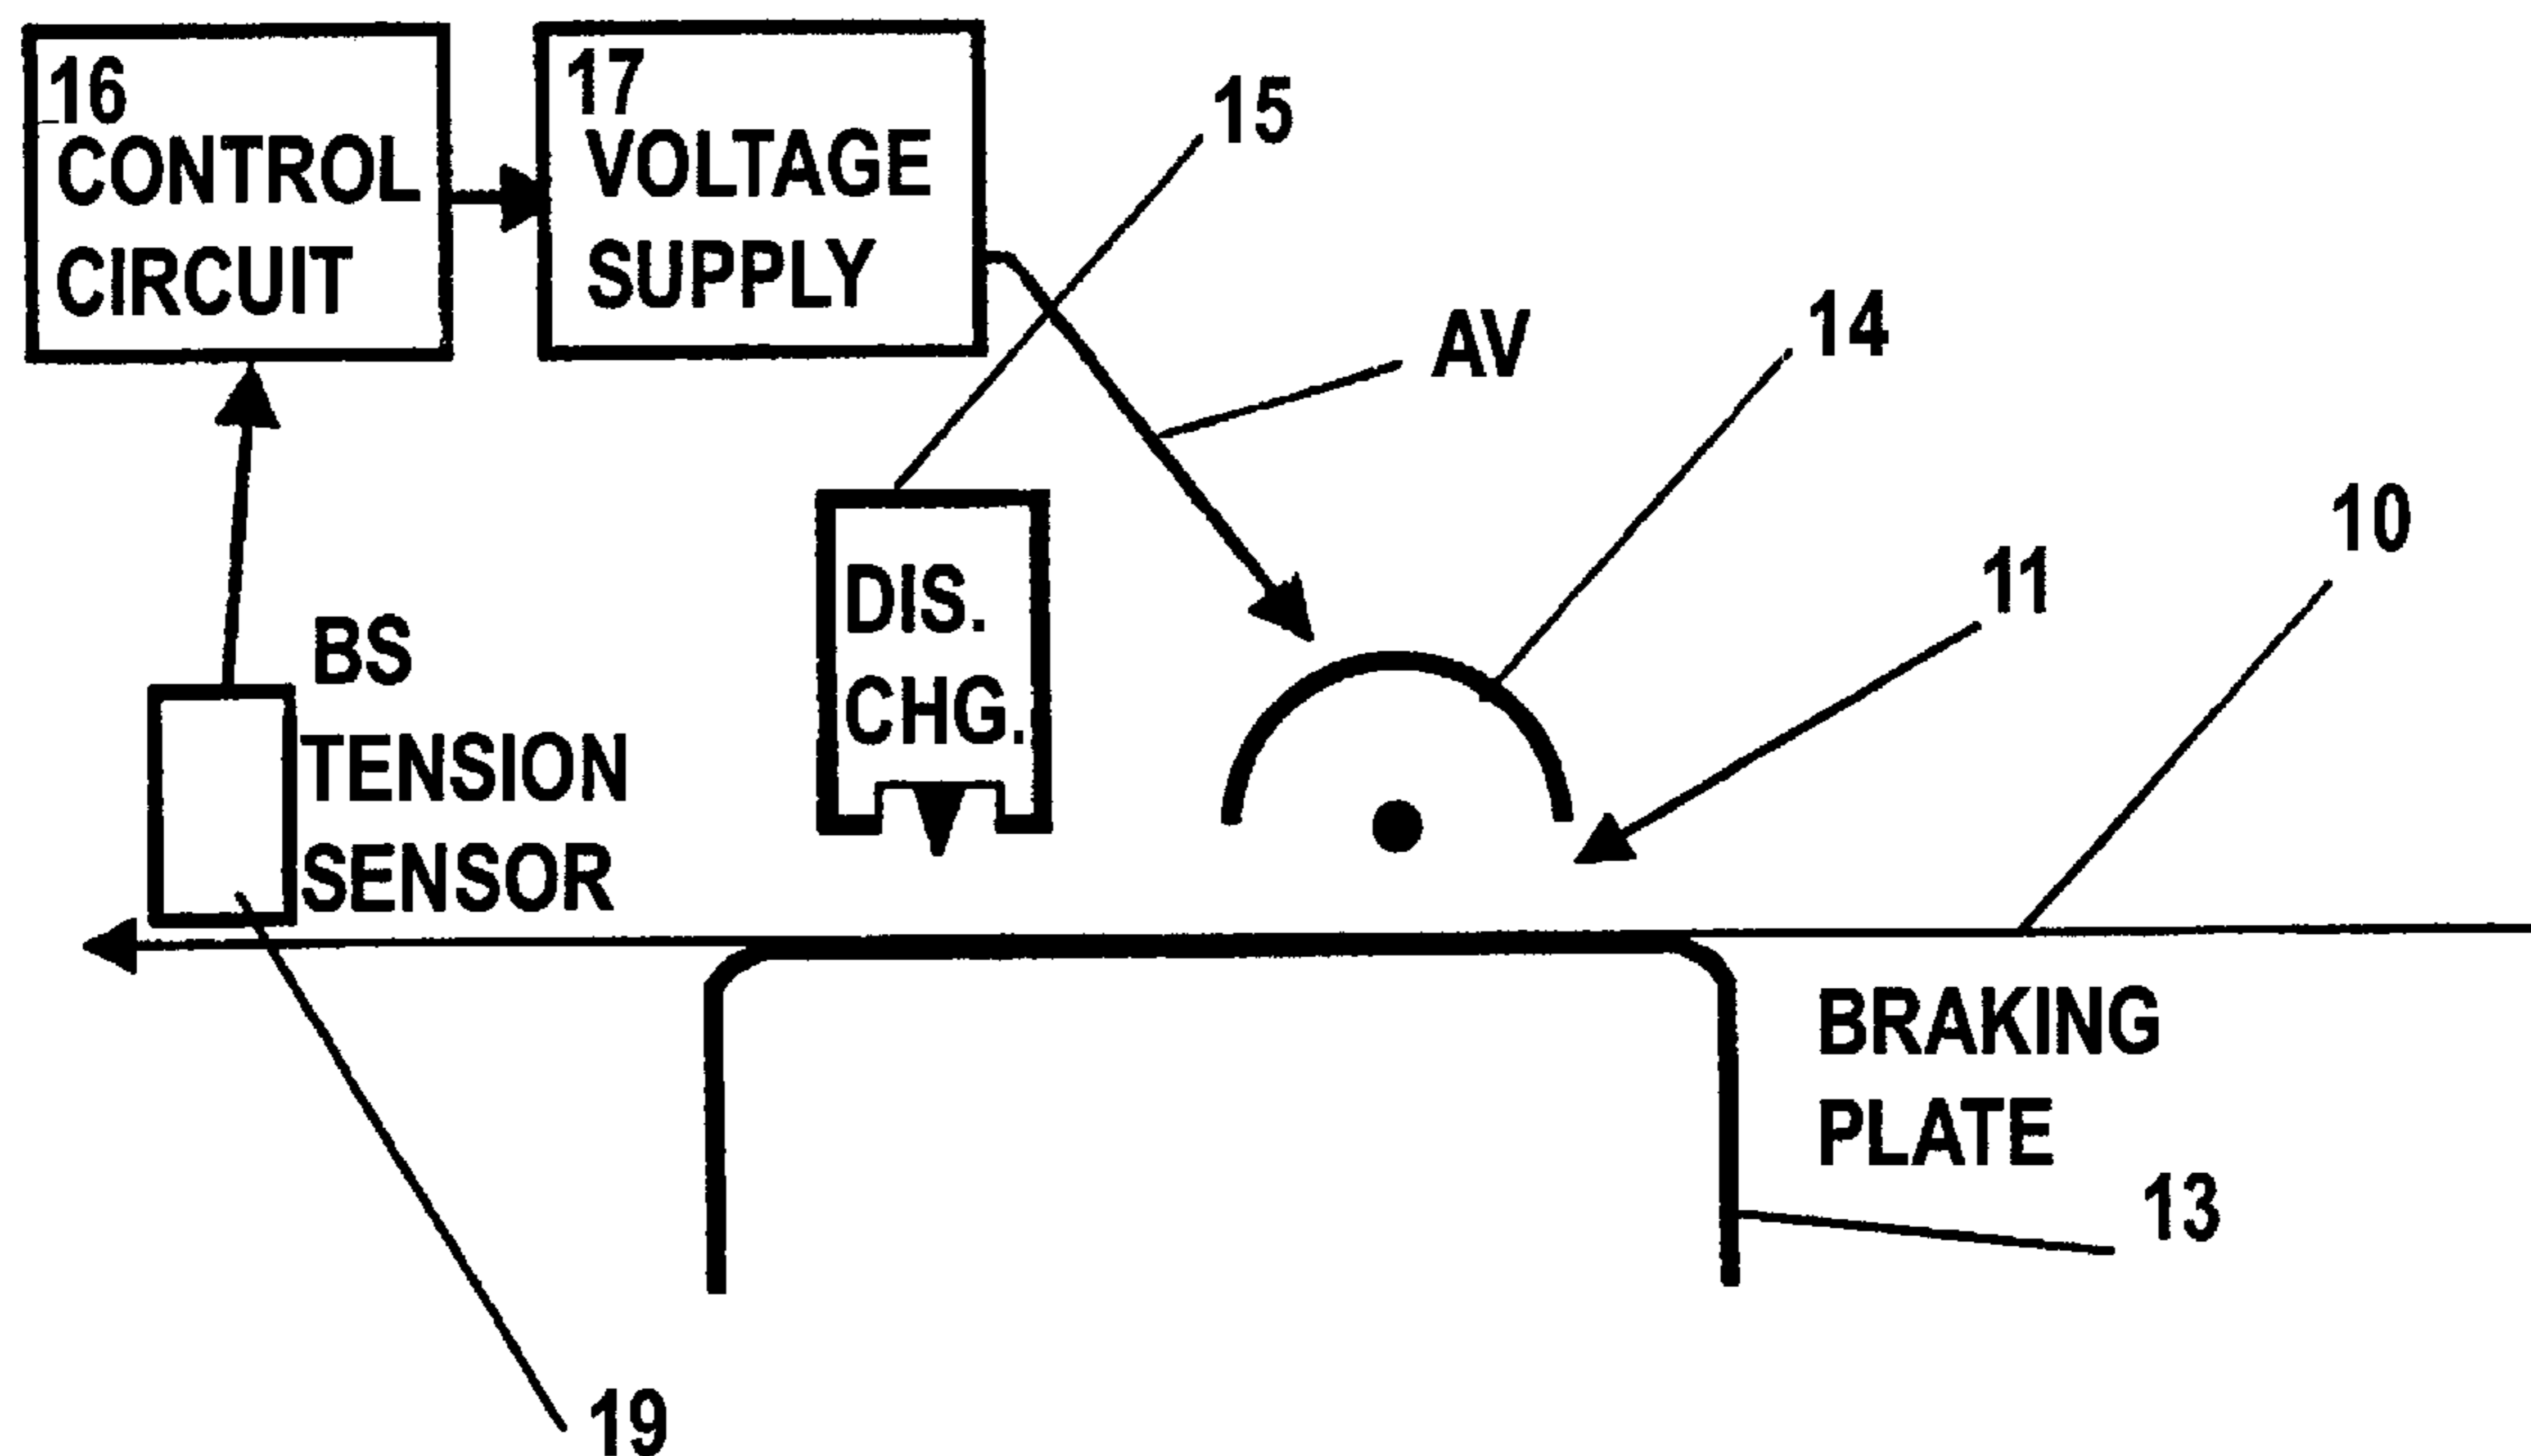 16
CONTROL
CIRCUIT
17
VOLTAGE
SUPPLY
15
AV
14
10
11
DIS.
CHG.
BS
TENSION
SENSOR
BRAKING
PLATE
13
19